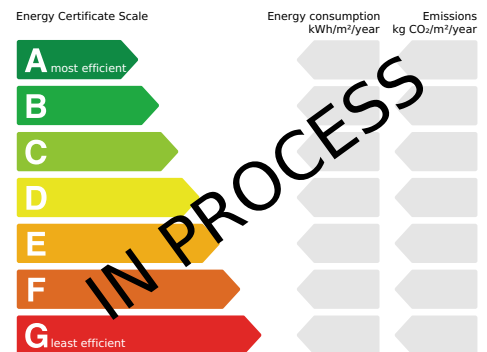 Energy Certificate Scale
Energy consumption
kWh/m²/year
Emissions
kg CO₂/m²/year
A most efficient
B
C
D
E
F
G least efficient
IN PROCESS